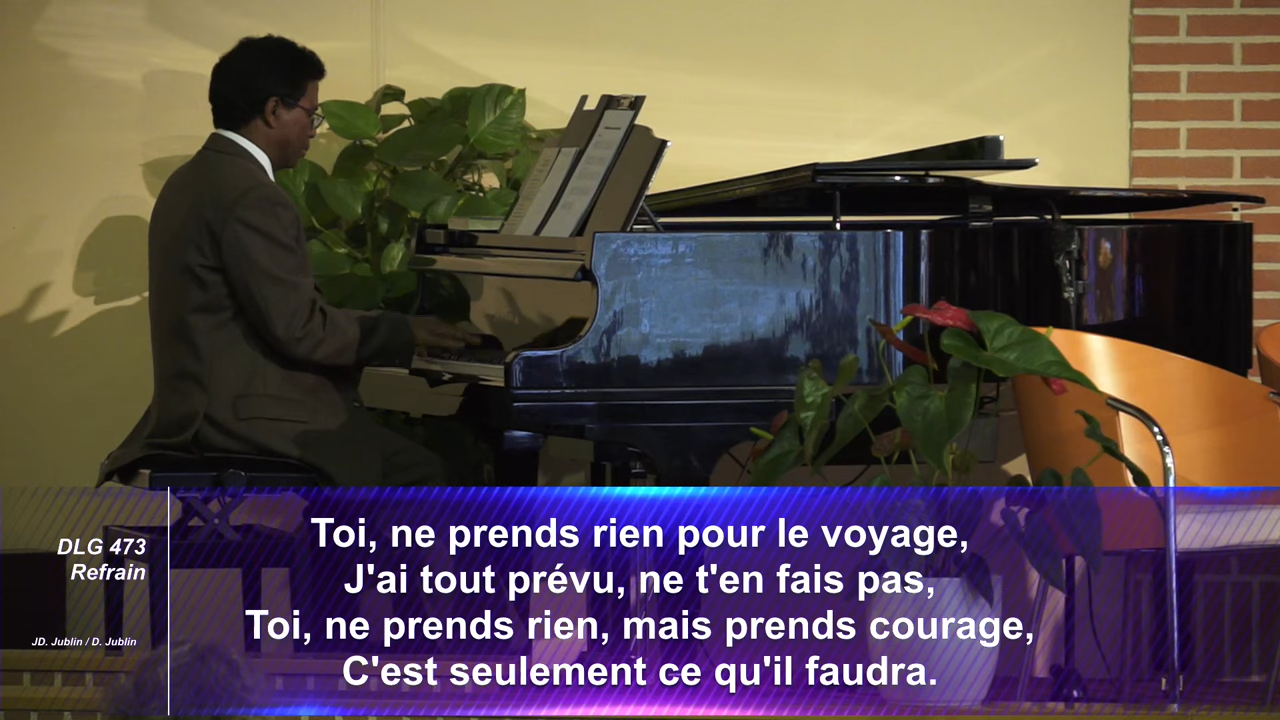 DLG 473
Refrain
JD. Jublin / D. Jublin
Toi, ne prends rien pour le voyage,
J'ai tout prévu, ne t'en fais pas,
Toi, ne prends rien, mais prends courage,
C'est seulement ce qu'il faudra.